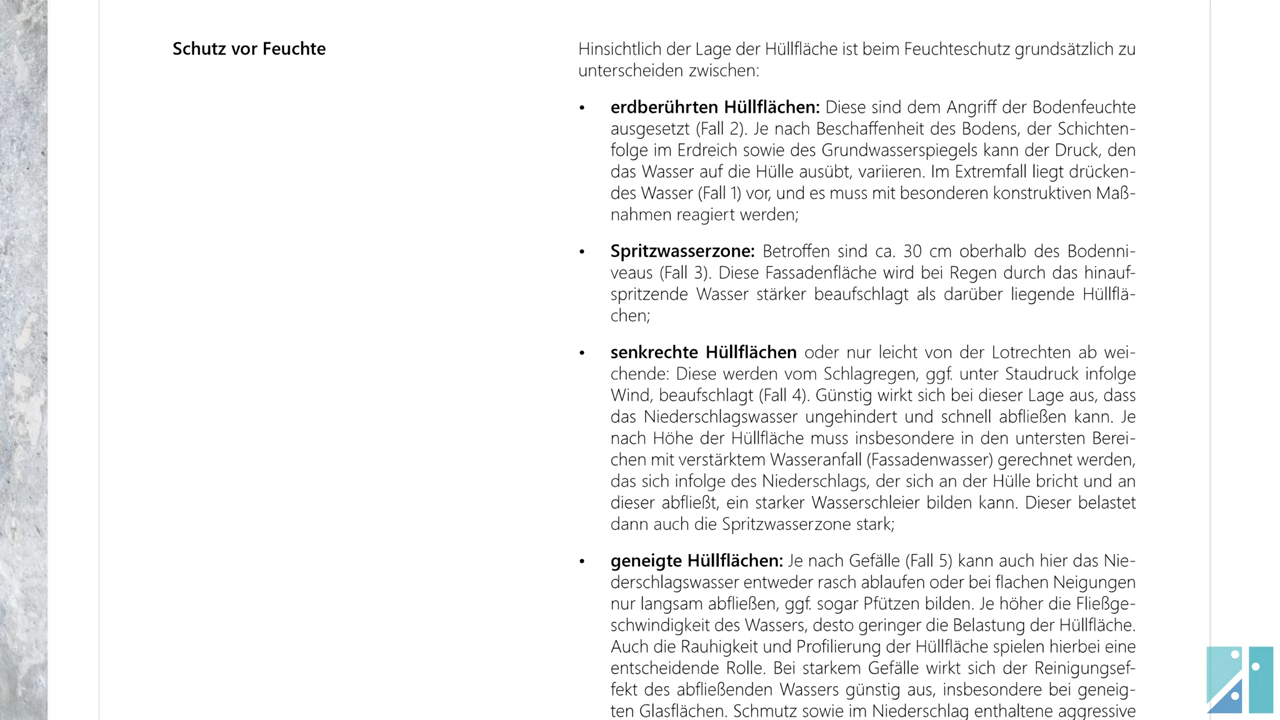 Schutz vor Feuchte
Hinsichtlich der Lage der Hüllfläche ist beim Feuchteschutz grundsätzlich zu
unterscheiden zwischen:
• erdberührten Hüllflächen: Diese sind dem Angriff der Bodenfeuchte
ausgesetzt (Fall 2). Je nach Beschaffenheit des Bodens, der Schichten-
folge im Erdreich sowie des Grundwasserspiegels kann der Druck, den
das Wasser auf die Hülle ausübt, variieren. Im Extremfall liegt drücken-
des Wasser (Fall 1) vor, und es muss mit besonderen konstruktiven Maß-
nahmen reagiert werden;
• Spritzwasserzone: Betroffen sind ca. 30 cm oberhalb des Bodenni-
veaus (Fall 3). Diese Fassadenfläche wird bei Regen durch das hinauf-
spritzende Wasser stärker beaufschlagt als darüber liegende Hüllflä-
chen;
• senkrechte Hüllflächen oder nur leicht von der Lotrechten ab wei-
chende: Diese werden vom Schlagregen, ggf. unter Staudruck infolge
Wind, beaufschlagt (Fall 4). Günstig wirkt sich bei dieser Lage aus, dass
das Niederschlagswasser ungehindert und schnell abfließen kann. Je
nach Höhe der Hüllfläche muss insbesondere in den untersten Berei-
chen mit verstärktem Wasseranfall (Fassadenwasser) gerechnet werden,
das sich infolge des Niederschlags, der sich an der Hülle bricht und an
dieser abfließt, ein starker Wasserschleier bilden kann. Dieser belastet
dann auch die Spritzwasserzone stark;
• geneigte Hüllflächen: Je nach Gefälle (Fall 5) kann auch hier das Nie-
derschlagswasser entweder rasch ablaufen oder bei flachen Neigungen
nur langsam abfließen, ggf. sogar Pfützen bilden. Je höher die Fließge-
schwindigkeit des Wassers, desto geringer die Belastung der Hüllfläche.
Auch die Rauhigkeit und Profilierung der Hüllfläche spielen hierbei eine
entscheidende Rolle. Bei starkem Gefälle wirkt sich der Reinigungsef-
fekt des abfließenden Wassers günstig aus, insbesondere bei geneig-
ten Glasflächen. Schmutz sowie im Niederschlag enthaltene aggressive